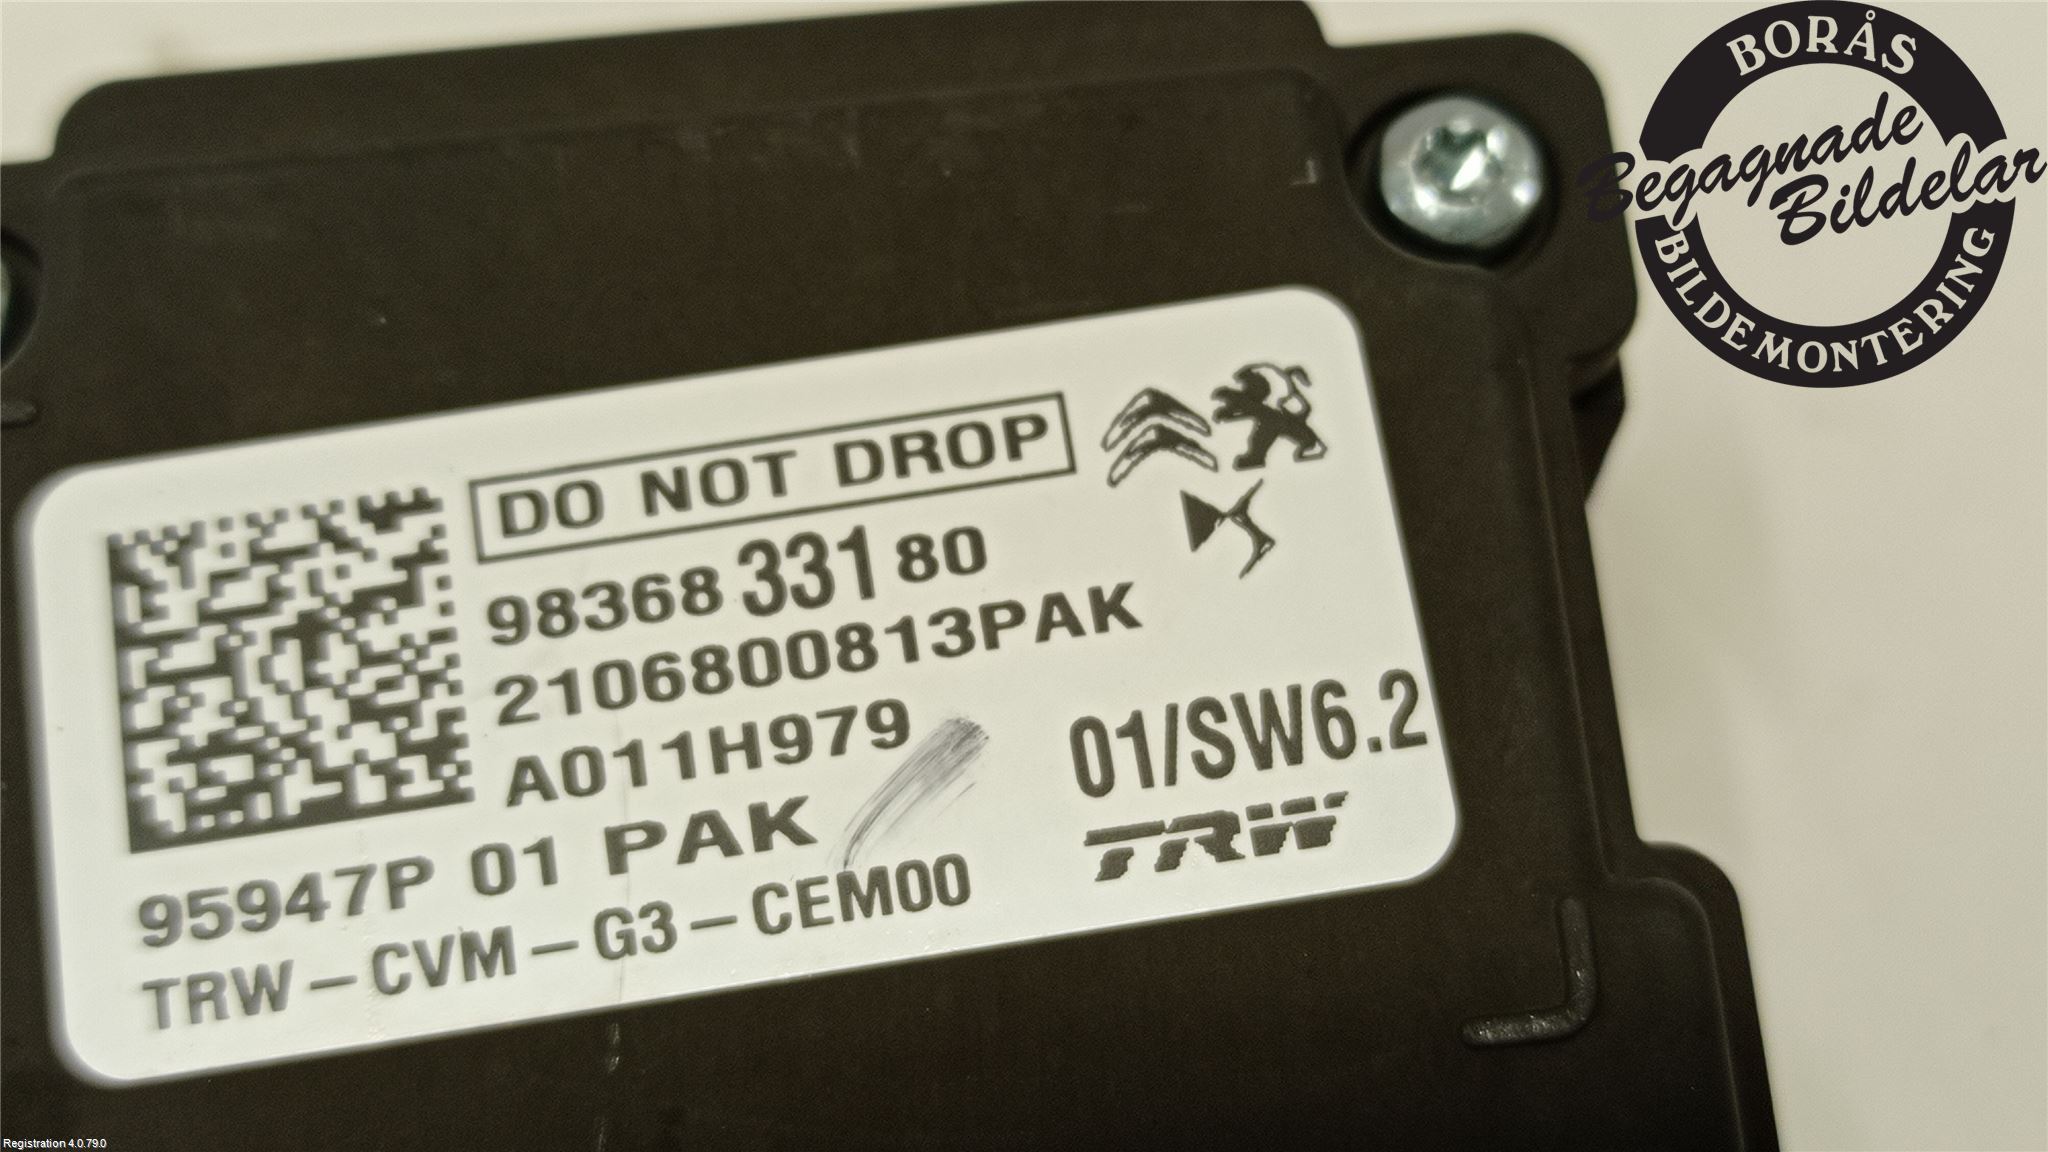 BORÅS
Begagnade
Bildelar
BILDEMONTERING
DO NOT DROP
98368 331 80
2106800813PAK
A011H979
01/SW6.2
95947P 01 PAK
TRW
TRW-CVM-G3-CEM00
Registration 4.0.79.0